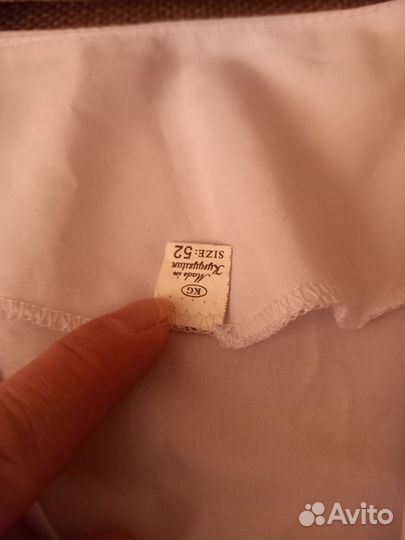 KG
Made in
Kyrgyzstan
SIZE: 52
Avito